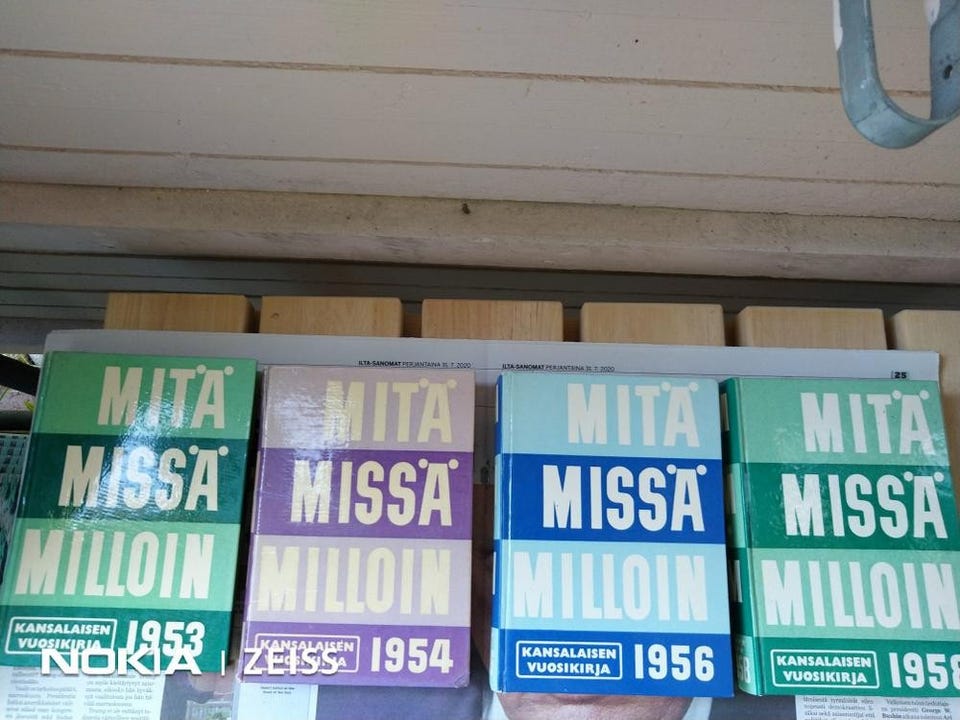 ILTA-SANOMAT PERJANTAINA 31. 7. 2020
ILTA-SANOMAT PERJANTAINA 31. 7. 2020
25
MITÄ
MISSÄ
MILLOIN
KANSALAISEN
VUOSIKIRJA
1953
MITÄ
MISSÄ
MILLOIN
KANSALAISEN
VUOSIKIRJA
1954
MITÄ
MISSÄ
MILLOIN
KANSALAISEN
VUOSIKIRJA
1956
MITÄ
MISSÄ
MILLOIN
KANSALAISEN
VUOSIKIRJA
1958
NOKIA | ZEISS